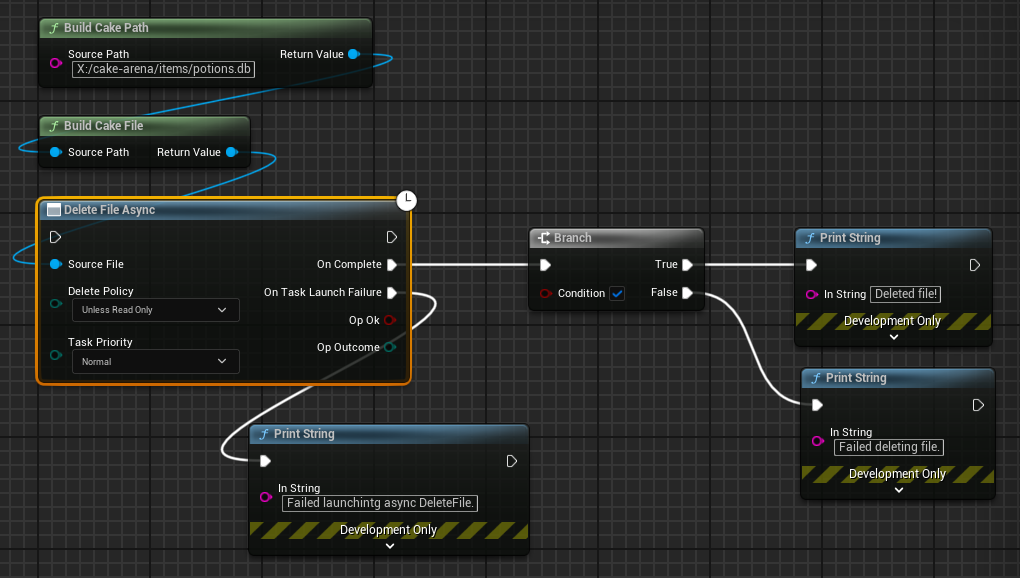 Build Cake Path
Source Path
Return Value
X:/cake-arena/items/potions.db
Build Cake File
Source Path
Return Value
Delete File Async
Source File
On Complete
Delete Policy
On Task Launch Failure
Unless Read Only
Op Ok
Task Priority
Op Outcome
Normal
Branch
True
Condition
False
Print String
In String
Deleted file!
Development Only
Print String
In String
Failed deleting file.
Development Only
Print String
In String
Failed launchintg async DeleteFile.
Development Only